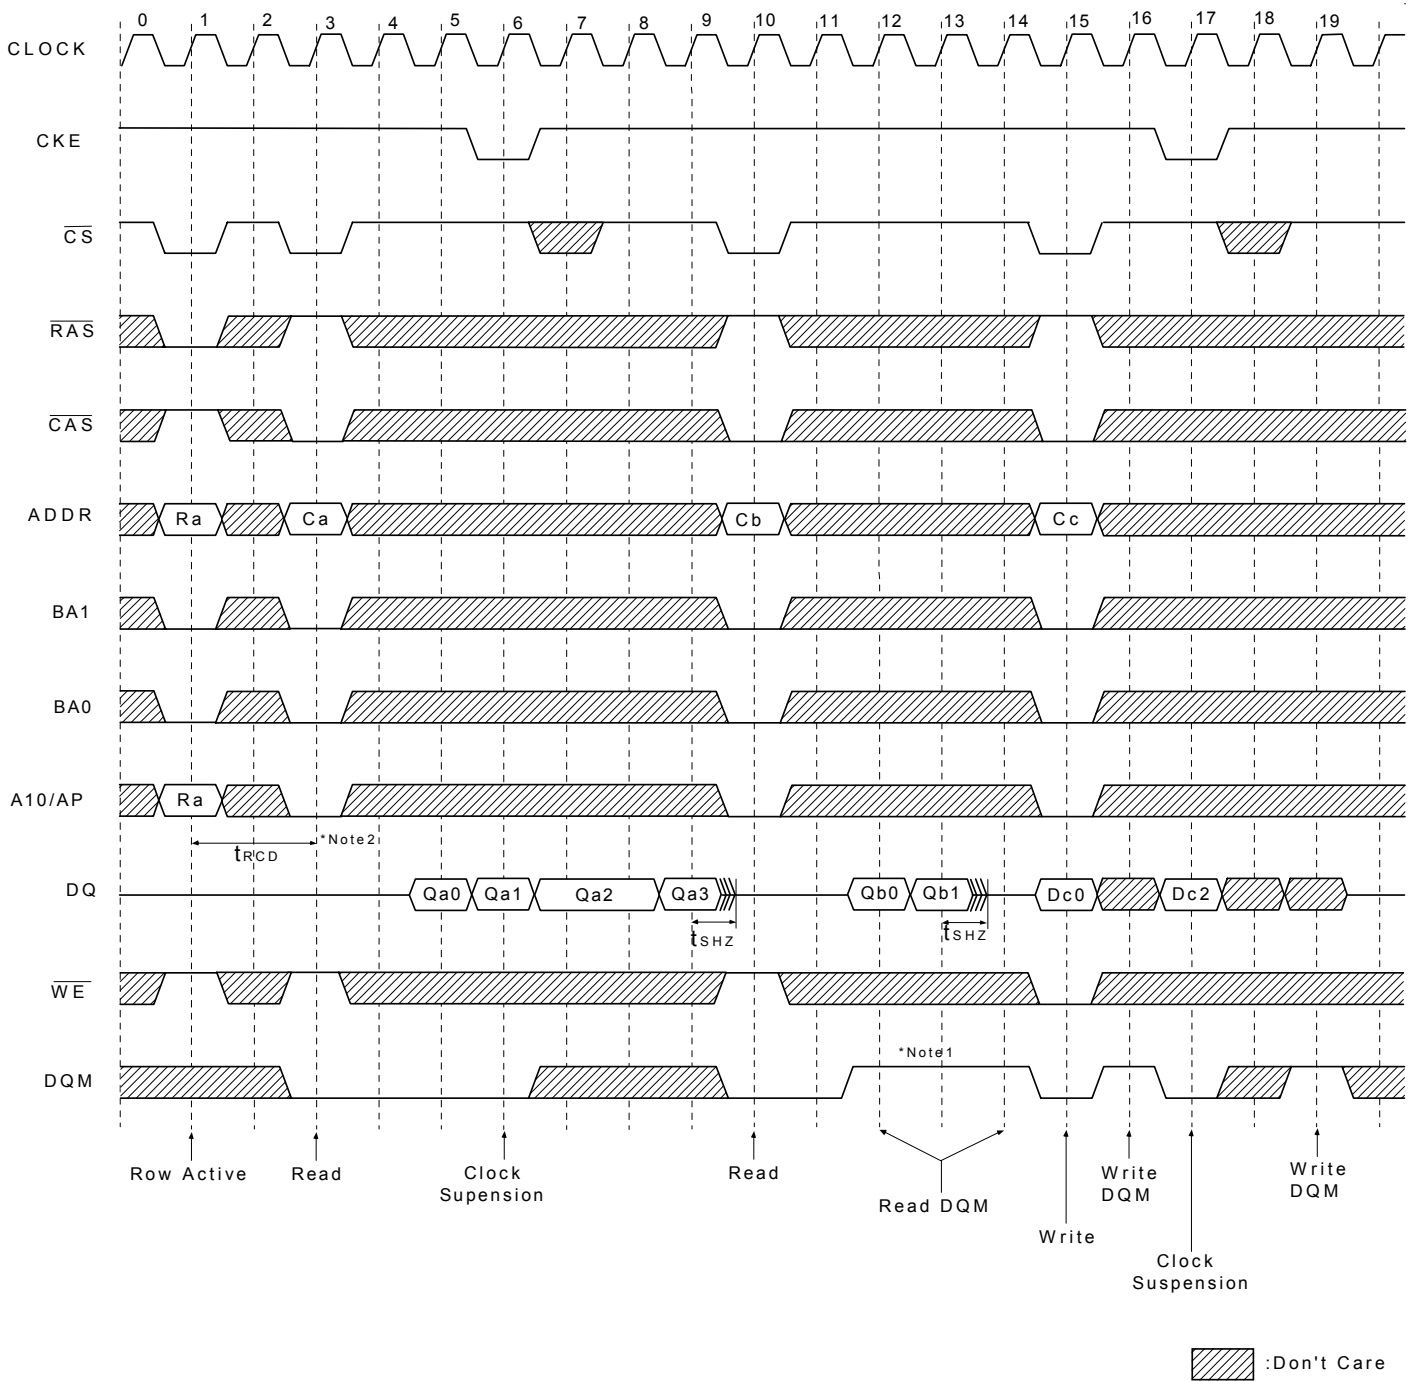 0 1 2 3 4 5 6 7 8 9 10 11 12 13 14 15 16 17 18 19
CLOCK
CKE
CS
RAS
CAS
ADDR Ra Ca Cb Cc
BA1
BA0
A10/AP Ra
tRCD *Note2
DQ Qa0 Qa1 Qa2 Qa3 Qb0 Qb1 Dc0 Dc2
tSHZ tSHZ
WE
*Note1
DQM
Row Active
Read
Clock
Supension
Read
Read DQM
Write
Write
DQM
Clock
Suspension
Write
DQM
:Don't Care